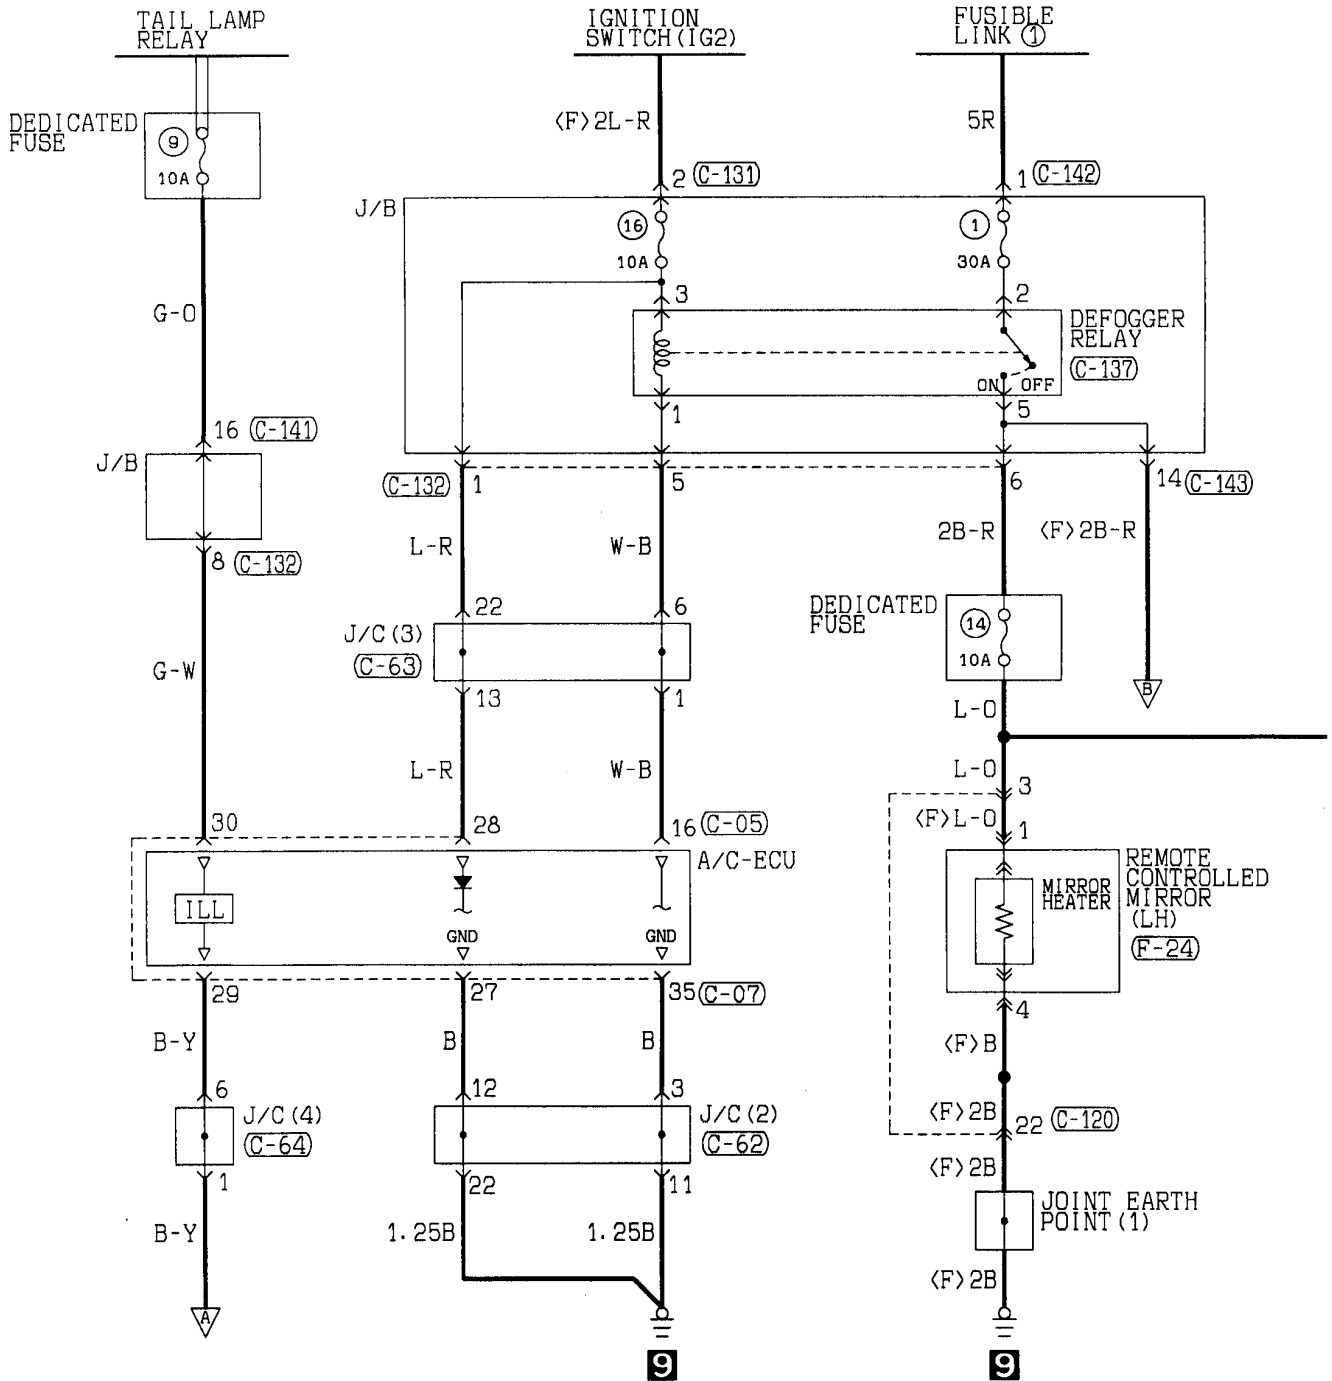 TAIL LAMP
RELAY
IGNITION
SWITCH(IG2)
FUSIBLE
LINK ①
DEDICATED
FUSE
9
10A
<F>2L-R
5R
2 C-131
1 C-142
J/B
16
10A
1
30A
G-O
3
2
DEFOGGER
RELAY
C-137
ON OFF
1
5
16 C-141
J/B
8 C-132
C-132 1
5
6
14 C-143
L-R
W-B
2B-R
<F>2B-R
22
6
DEDICATED
FUSE
14
10A
J/C(3)
C-63
G-W
13
1
B
L-O
L-R
W-B
L-O
3
<F>L-O
1
30
28
16 C-05
A/C-ECU
ILL
GND
GND
MIRROR
HEATER
REMOTE
CONTROLLED
MIRROR
(LH)
F-24
29
27
35 C-07
4
B-Y
B
B
<F>B
6
12
3
J/C(4)
C-64
J/C(2)
C-62
<F>2B
22 C-120
<F>2B
1
22
11
JOINT EARTH
POINT(1)
B-Y
1.25B
1.25B
<F>2B
A
9
9